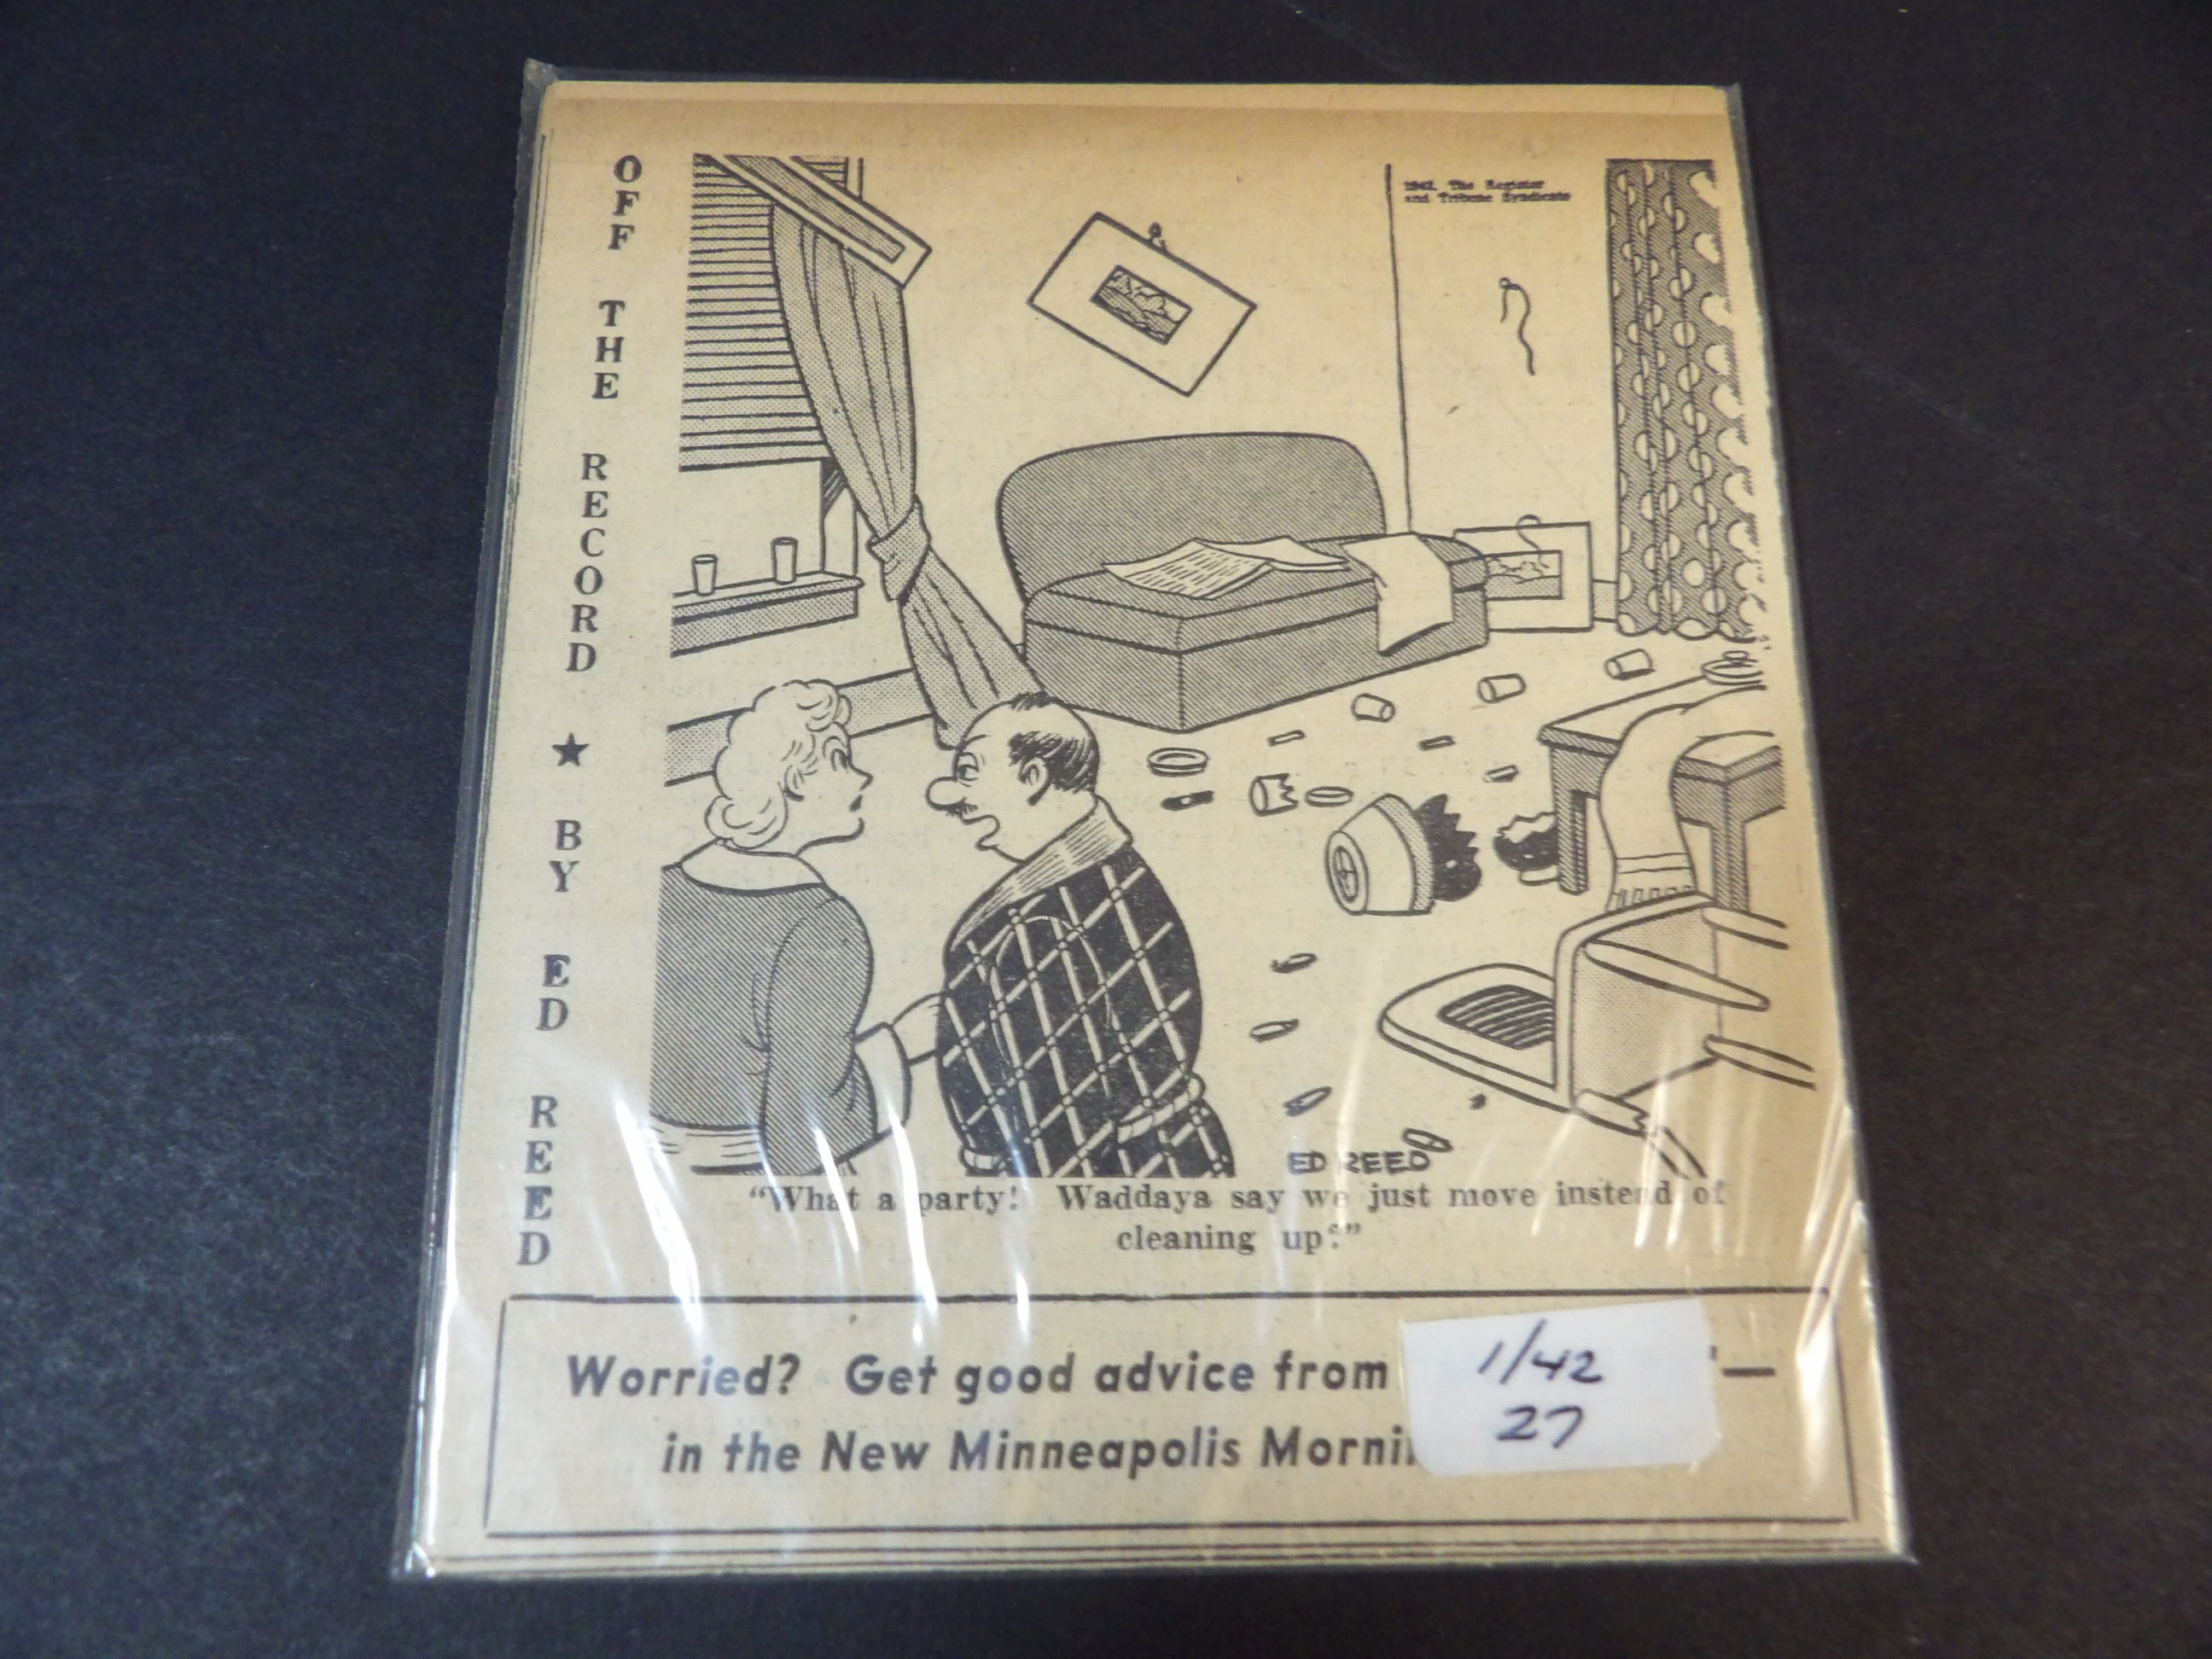 OFF THE RECORD ★ BY ED REED
1942. The Register
and Tribune Syndicate
ED REED
"What a party! Waddaya say we just move instead of
cleaning up?"
Worried? Get good advice from
in the New Minneapolis
1/42
27